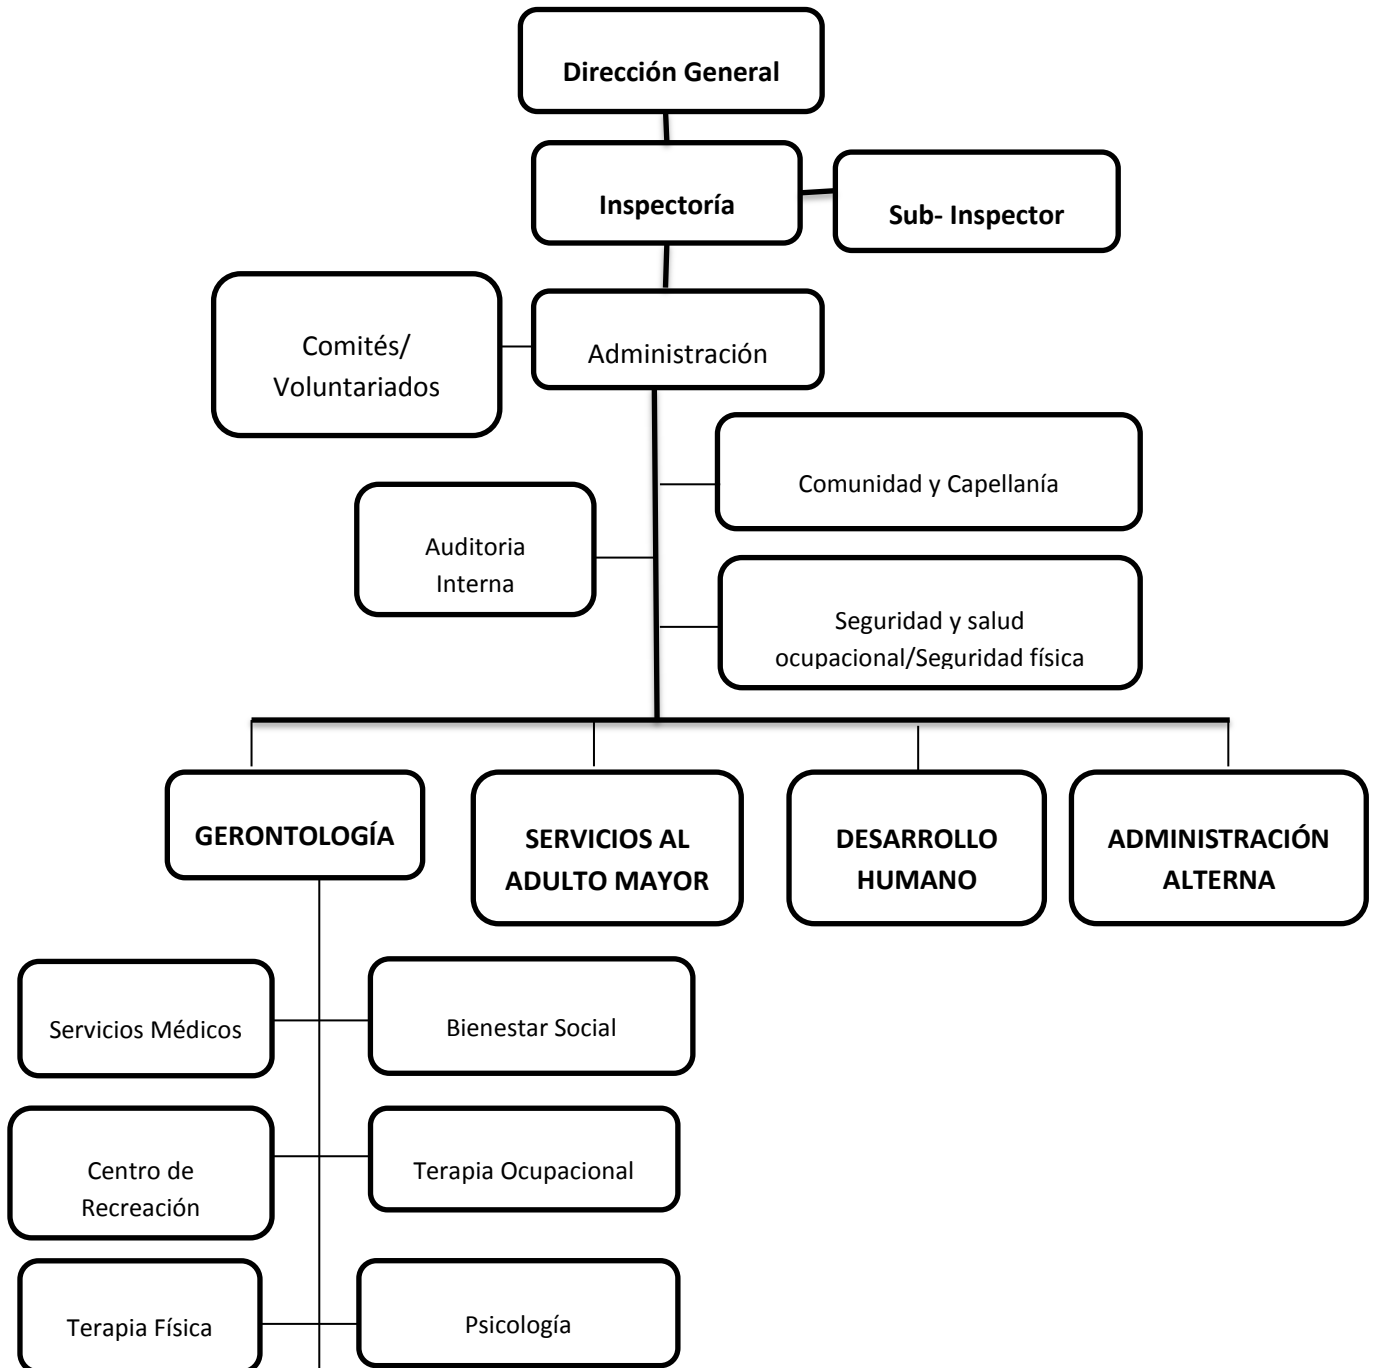 Dirección General
Inspectoría
Sub- Inspector
Comités/
Voluntariados
Administración
Comunidad y Capellanía
Auditoria
Interna
Seguridad y salud
ocupacional/Seguridad física
GERONTOLOGÍA
SERVICIOS AL
ADULTO MAYOR
DESARROLLO
HUMANO
ADMINISTRACIÓN
ALTERNA
Servicios Médicos
Bienestar Social
Centro de
Recreación
Terapia Ocupacional
Terapia Física
Psicología